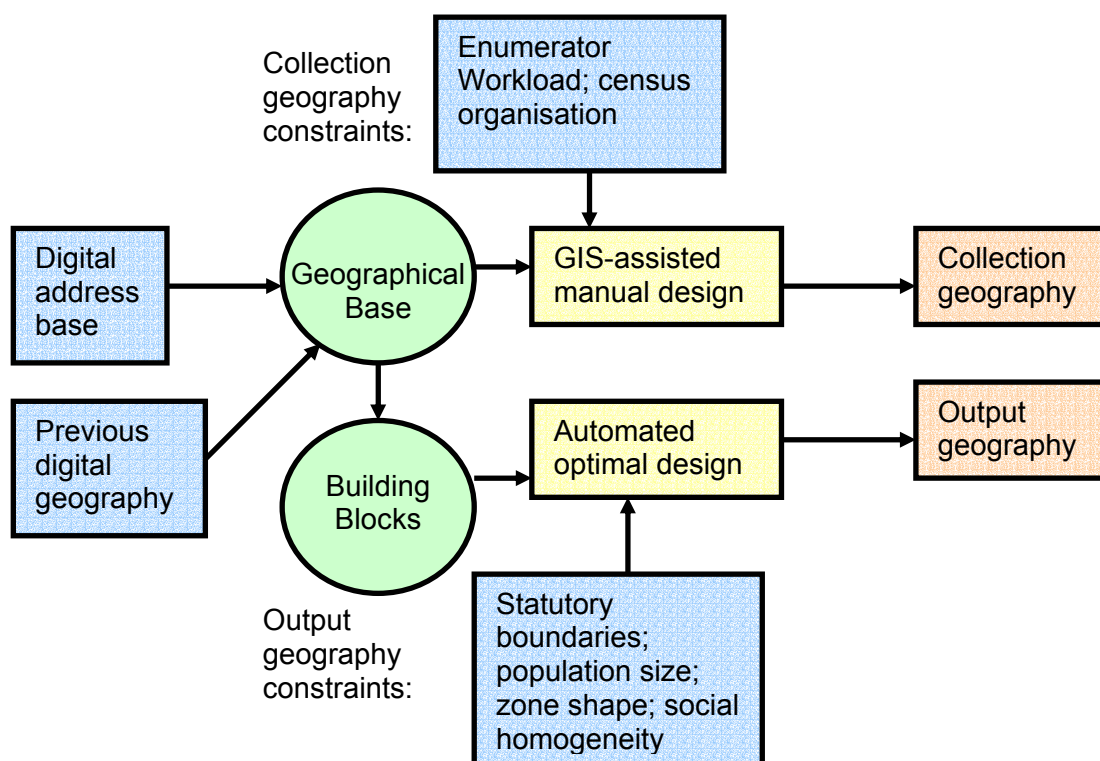 Collection
geography
constraints:
Enumerator
Workload; census
organisation
Digital
address
base
Geographical
Base
GIS-assisted
manual design
Collection
geography
Previous
digital
geography
Building
Blocks
Automated
optimal design
Output
geography
Output
geography
constraints:
Statutory
boundaries;
population size;
zone shape; social
homogeneity